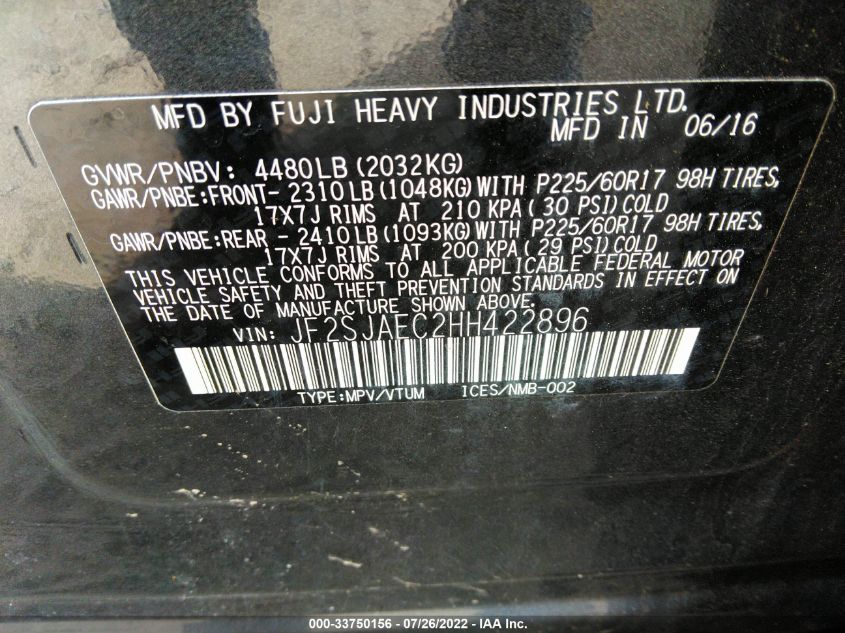 MFD BY FUJI HEAVY INDUSTRIES LTD.
MFD IN 06/16
GVWR/PNBV: 4480LB (2032KG)
GAWR/PNBE:FRONT- 2310LB (1048KG) WITH P225/60R17 98H TIRES,
17X7J RIMS AT 210 KPA ( 30 PSI) COLD
GAWR/PNBE:REAR - 2410LB (1093KG) WITH P225/60R17 98H TIRES,
17X7J RIMS AT 200 KPA ( 29 PSI) COLD
THIS VEHICLE CONFORMS TO ALL APPLICABLE FEDERAL MOTOR
VEHICLE SAFETY AND THEFT PREVENTION STANDARDS IN EFFECT ON
THE DATE OF MANUFACTURE SHOWN ABOVE.
VIN: JF2SJAEC2HH422896
TYPE:MPV/VTUM ICES/NMB-002
000-33750156 - 07/26/2022 - IAA Inc.